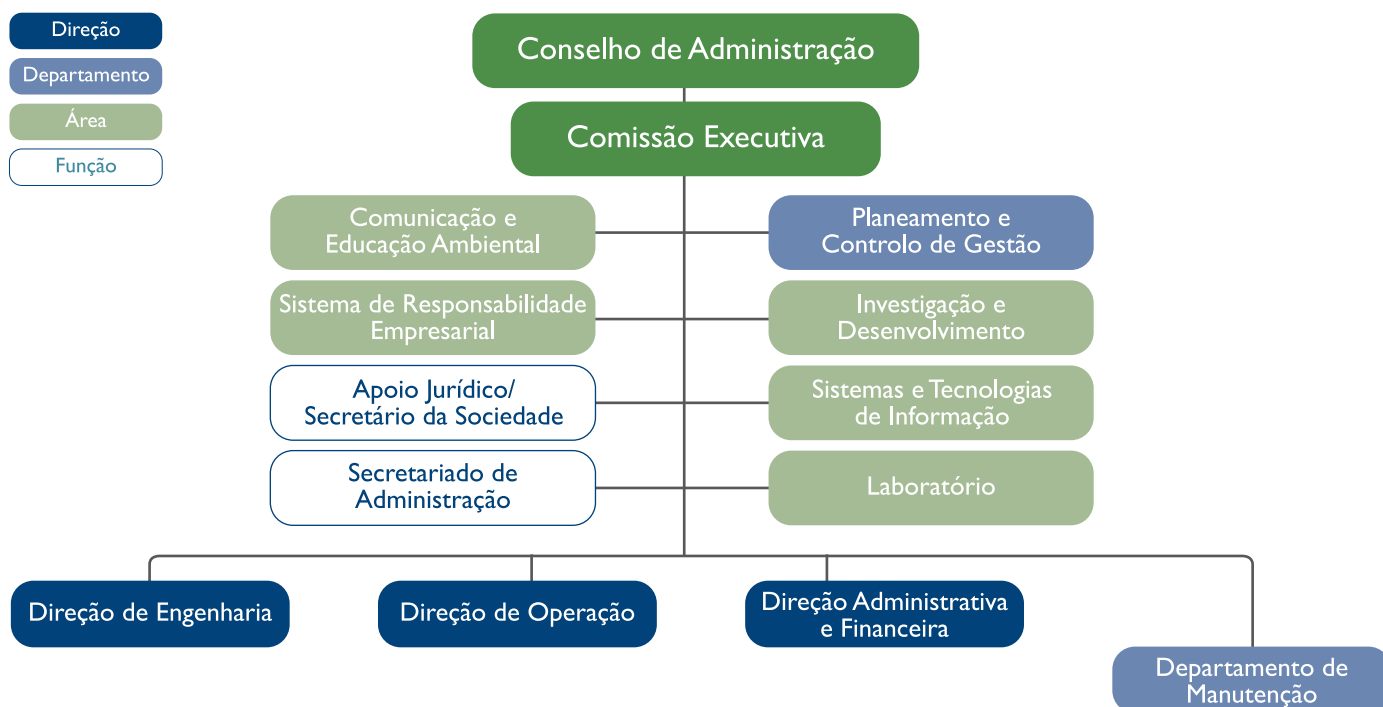 Direção
Departamento
Área
Função
Conselho de Administração
Comissão Executiva
Comunicação e
Educação Ambiental
Planeamento e
Controlo de Gestão
Sistema de Responsabilidade
Empresarial
Investigação e
Desenvolvimento
Apoio Jurídico/
Secretário da Sociedade
Sistemas e Tecnologias
de Informação
Secretariado de
Administração
Laboratório
Direção de Engenharia
Direção de Operação
Direção Administrativa
e Financeira
Departamento de
Manutenção